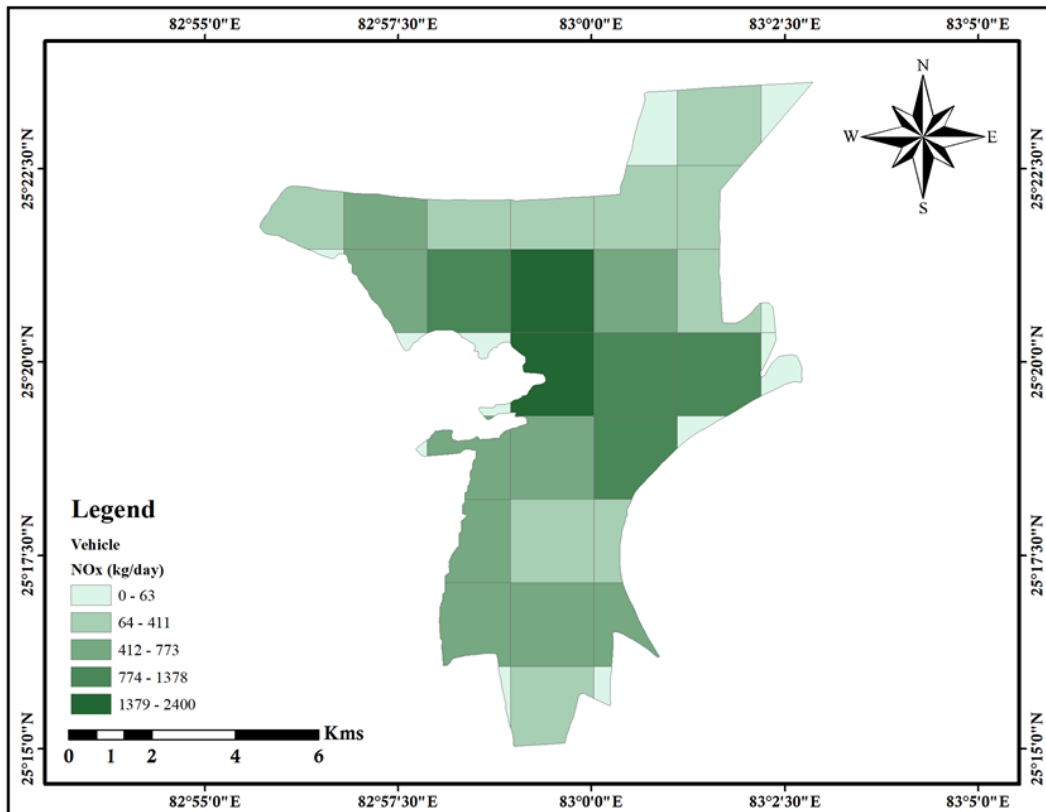 82°55'0"E 82°57'30"E 83°0'0"E 83°2'30"E 83°5'0"E
N
W E
S
25°22'30"N 25°22'30"N
25°20'0"N 25°20'0"N
25°17'30"N 25°17'30"N
25°15'0"N 25°15'0"N
Legend
Vehicle
NOx (kg/day)
0 - 63
64 - 411
412 - 773
774 - 1378
1379 - 2400
Kms
0 1 2 4 6
82°55'0"E 82°57'30"E 83°0'0"E 83°2'30"E 83°5'0"E